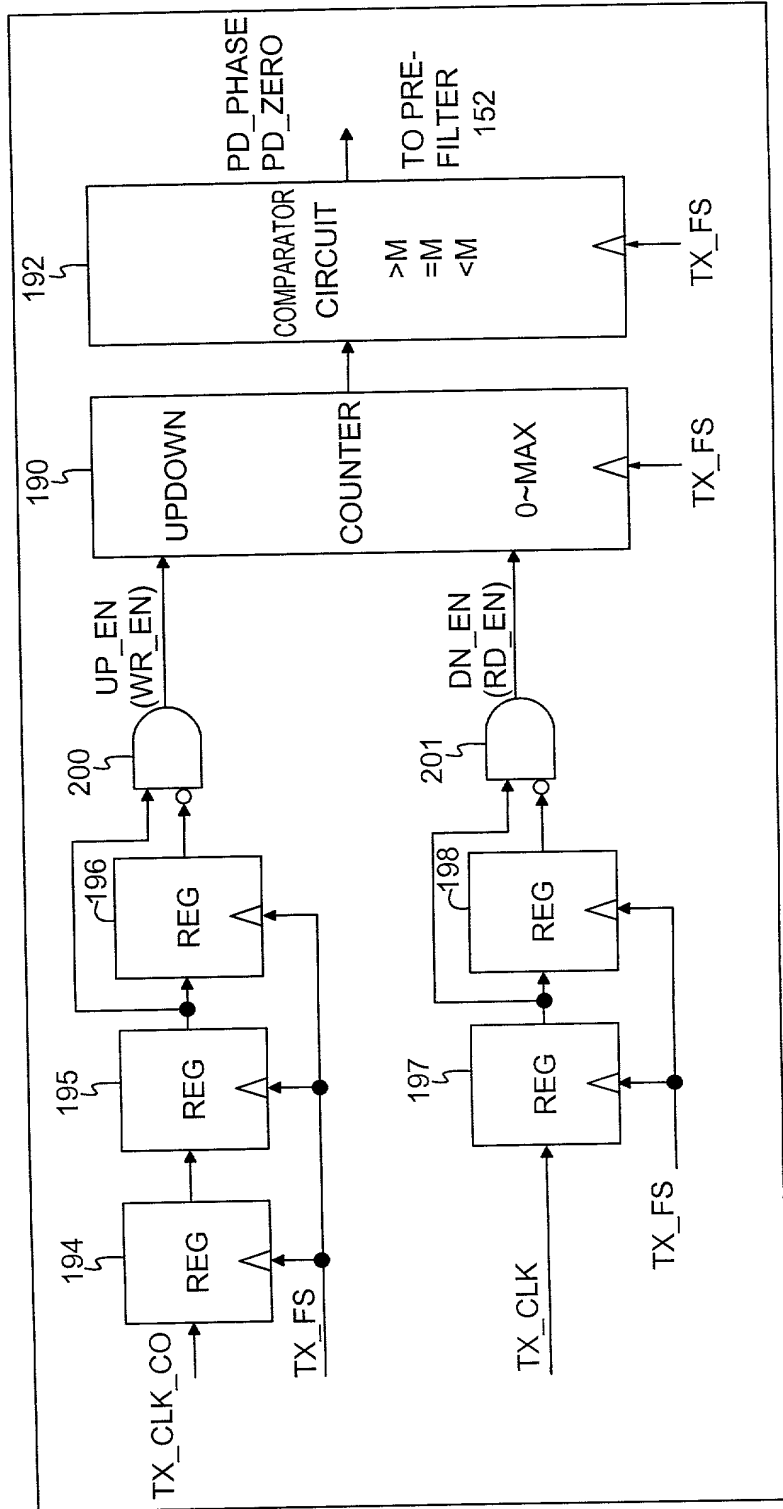 TX_CLK_CO
194
REG
195
REG
196
REG
TX_FS
200
UP_EN
(WR_EN)
TX_CLK
197
REG
198
REG
TX_FS
201
DN_EN
(RD_EN)
190
UPDOWN
COUNTER
0~MAX
TX_FS
192
COMPARATOR
CIRCUIT
>M
=M
<M
TX_FS
PD_PHASE
PD_ZERO
TO PRE-
FILTER
152